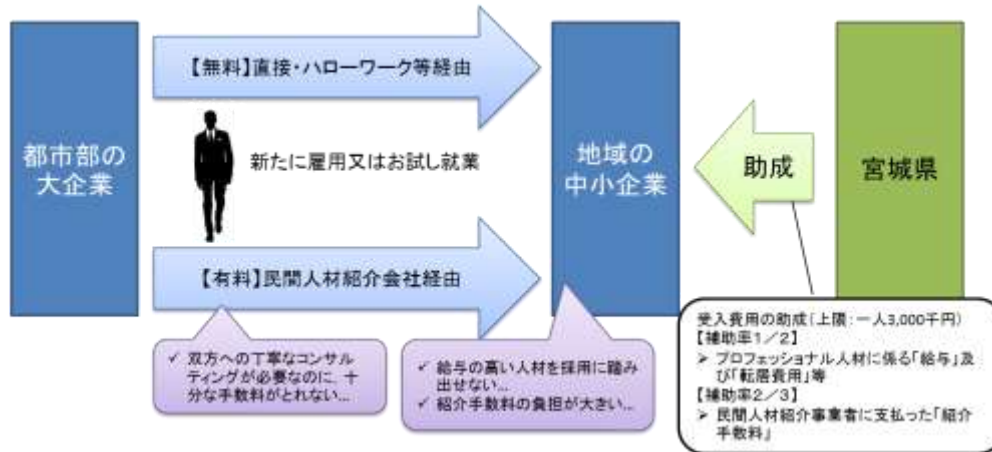 都市部の
大企業
【無料】直接・ハローワーク等経由
新たに雇用又はお試し就業
【有料】民間人材紹介会社経由
地域の
中小企業
助成
宮城県
✓ 双方への丁寧なコンサル
ティングが必要なのに、十
分な手数料がとれない…
✓ 給与の高い人材を採用に踏み
出せない…
✓ 紹介手数料の負担が大きい…
受入費用の助成（上限：一人3,000千円）
【補助率1／2】
➢ プロフェッショナル人材に係る「給与」及
び「転居費用」等
【補助率2／3】
➢ 民間人材紹介事業者に支払った「紹介
手数料」